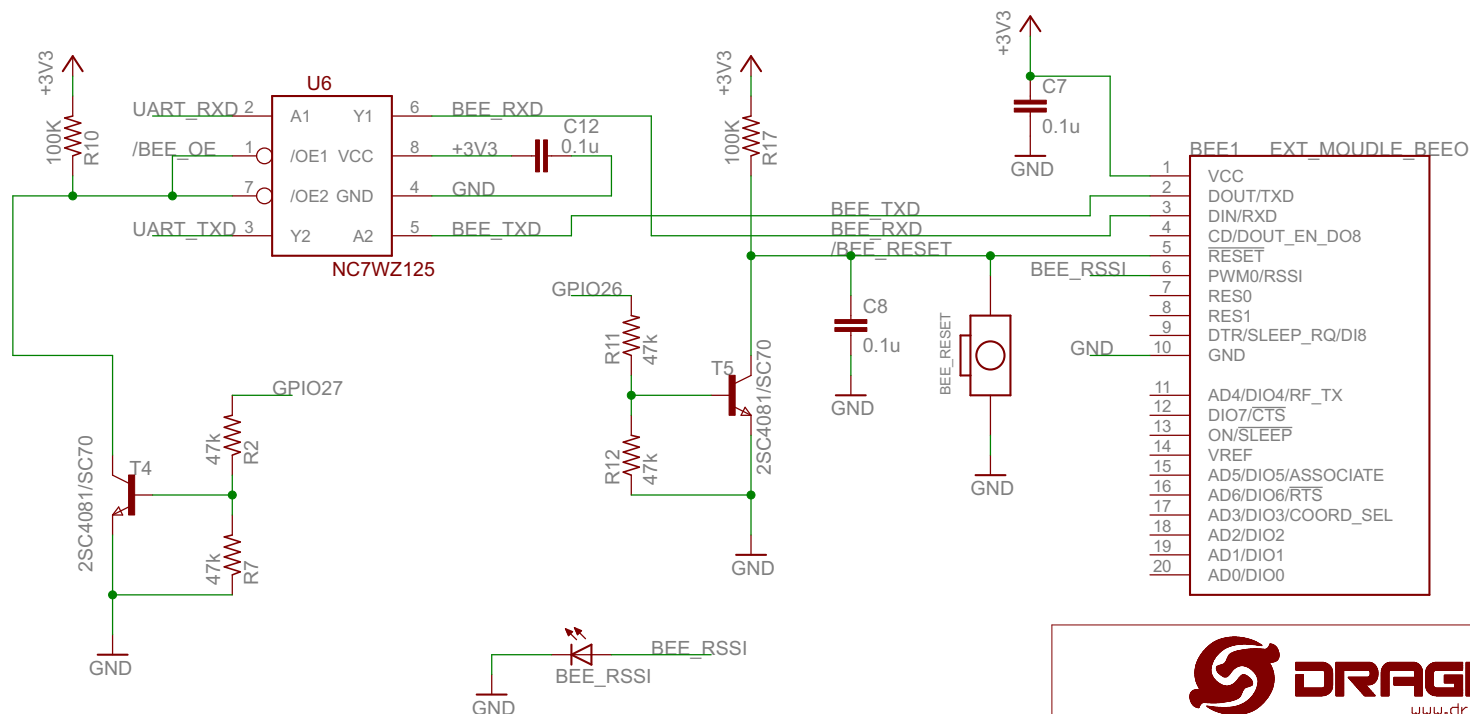 +3V3
100K
R10
U6
UART_RXD 2 A1 Y1 6 BEE_RXD
/BEE_OE 1 /OE1 VCC 8 +3V3
7 /OE2 GND 4 GND
UART_TXD 3 Y2 A2 5 BEE_TXD
NC7WZ125
C12
0.1u
+3V3
100K
R17
+3V3
C7
0.1u
GND
BEE_TXD
BEE_RXD
/BEE_RESET
BEE_RSSI
GND
BEE1 EXT_MOUDLE_BEEO
1 VCC
2 DOUT/TXD
3 DIN/RXD
4 CD/DOUT_EN_DO8
5 RESET
6 PWM0/RSSI
7 RES0
8 RES1
9 DTR/SLEEP_RQ/DI8
10 GND
11 AD4/DIO4/RF_TX
12 DIO7/CTS
13 ON/SLEEP
14 VREF
15 AD5/DIO5/ASSOCIATE
16 AD6/DIO6/RTS
17 AD3/DIO3/COORD_SEL
18 AD2/DIO2
19 AD1/DIO1
20 AD0/DIO0
GPIO26
R11
47k
R12
47k
T5
2SC4081/SC70
GND
C8
0.1u
GND
BEE_RESET
GND
GPIO27
47k
R2
47k
R7
T4
2SC4081/SC70
GND
BEE_RSSI
BEE_RSSI
GND
DRAG
www.dr